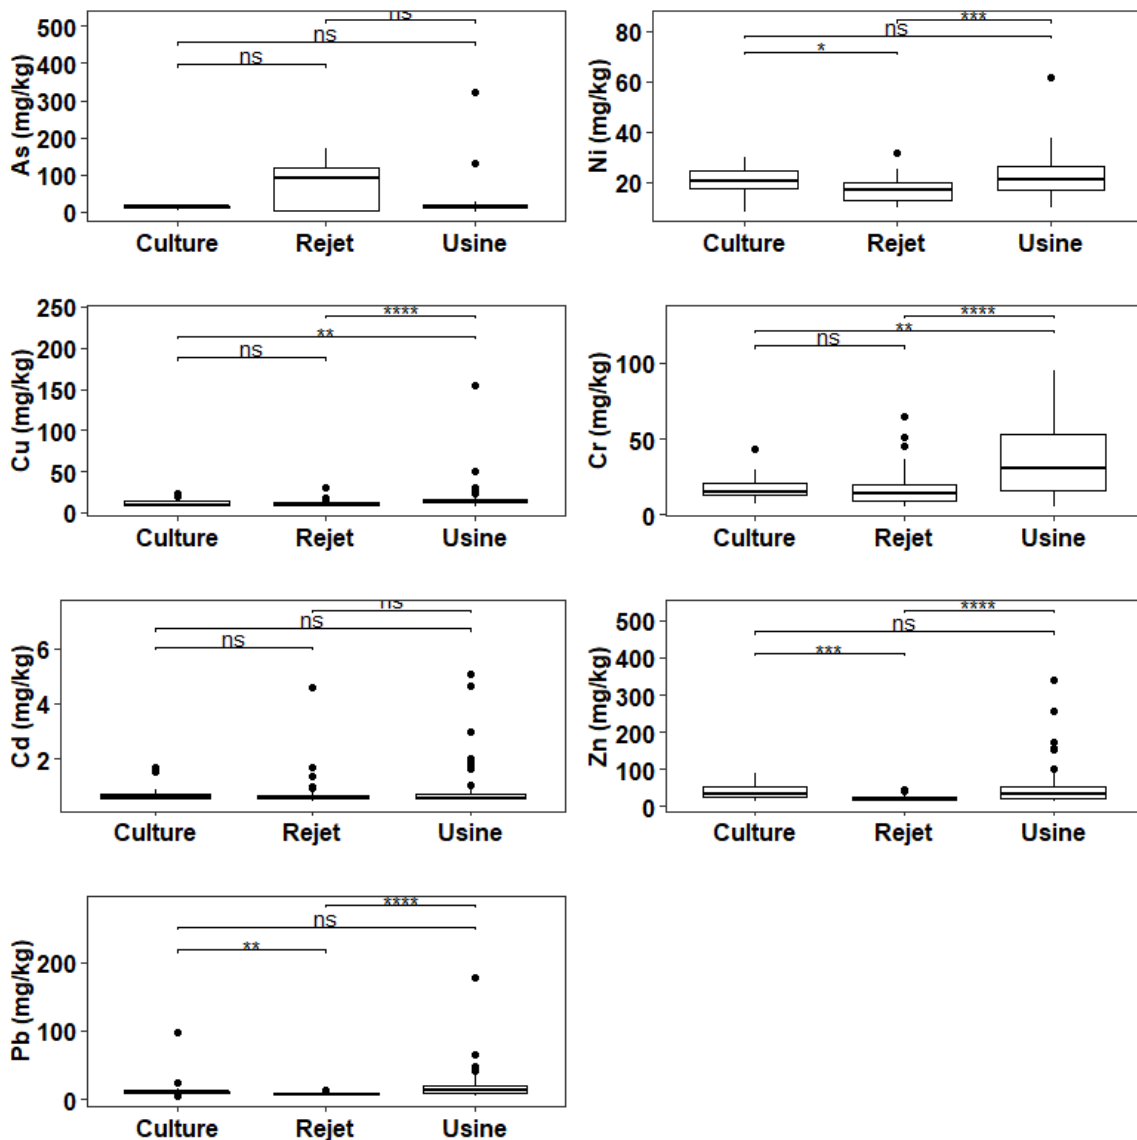 As (mg/kg)
500
400
300
200
100
0
ns
ns
ns
Culture Rejet Usine
Ni (mg/kg)
80
60
40
20
***
ns
*
Culture Rejet Usine
Cu (mg/kg)
250
200
150
100
50
0
****
**
ns
Culture Rejet Usine
Cr (mg/kg)
100
50
0
****
**
ns
Culture Rejet Usine
Cd (mg/kg)
6
4
2
ns
ns
ns
Culture Rejet Usine
Zn (mg/kg)
500
400
300
200
100
0
****
ns
***
Culture Rejet Usine
Pb (mg/kg)
200
100
0
****
ns
**
Culture Rejet Usine